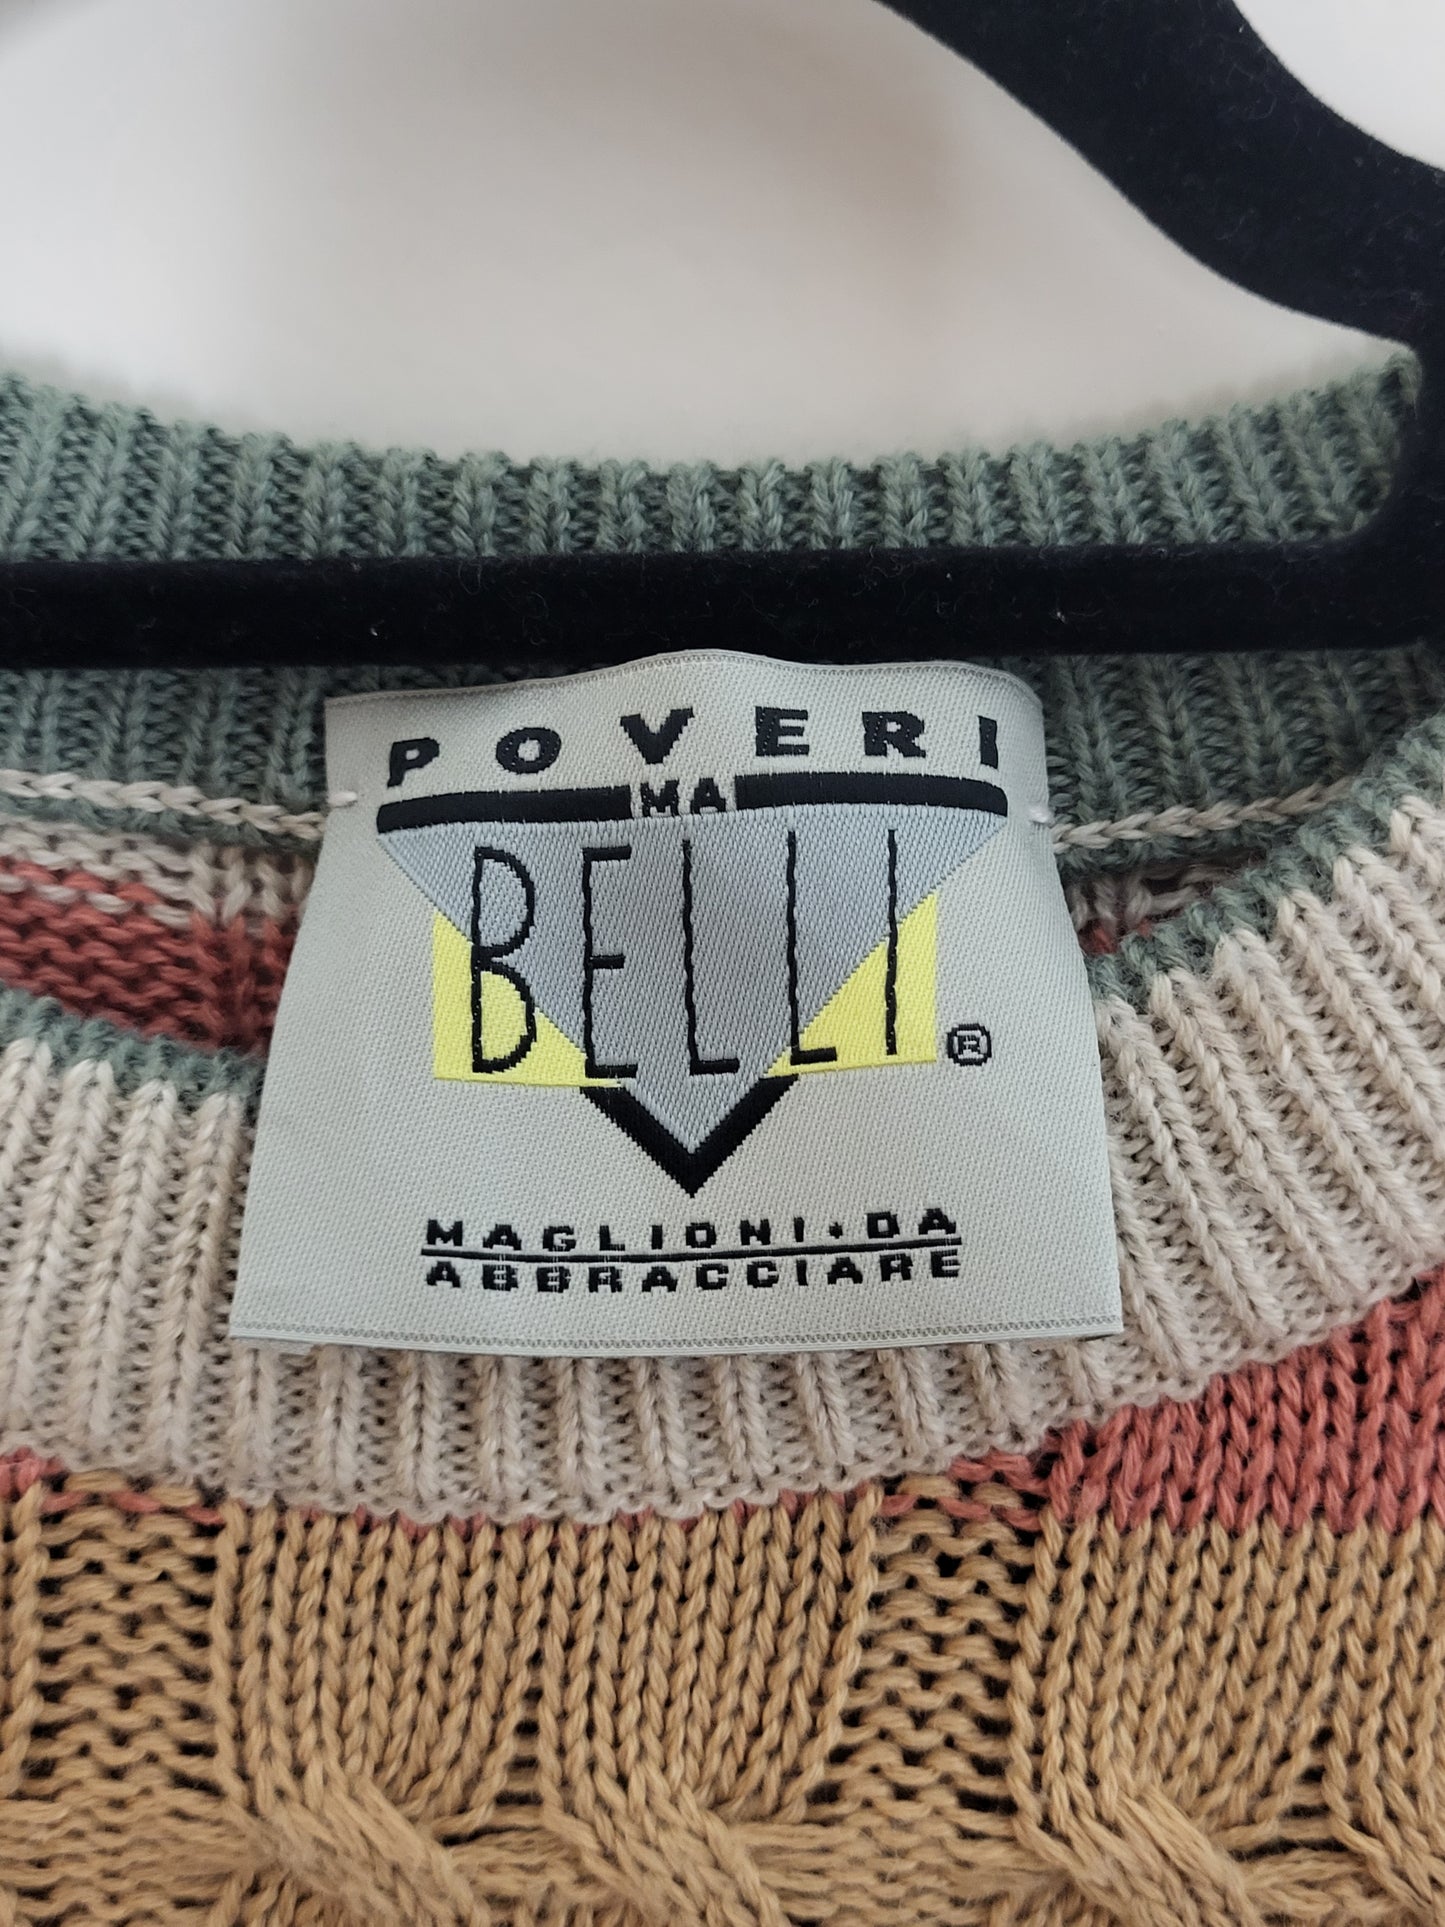 POVERI
MA
BELLI ®
MAGLIONI • DA
ABBRACCIARE